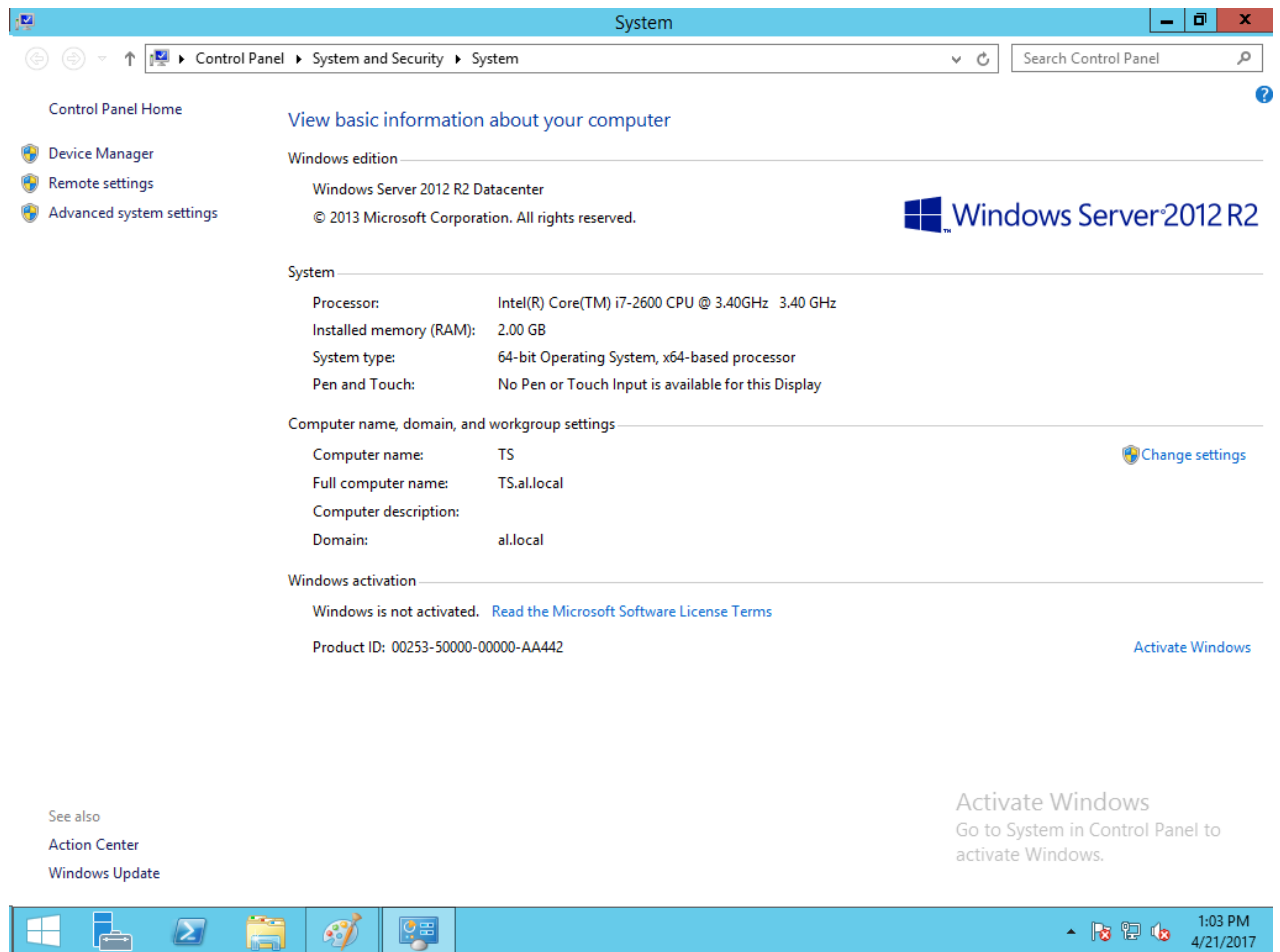 System
Control Panel System and Security System
Search Control Panel
Control Panel Home
Device Manager
Remote settings
Advanced system settings
View basic information about your computer
Windows edition
Windows Server 2012 R2 Datacenter
© 2013 Microsoft Corporation. All rights reserved.
Windows Server 2012 R2
System
Processor: Intel(R) Core(TM) i7-2600 CPU @ 3.40GHz 3.40 GHz
Installed memory (RAM): 2.00 GB
System type: 64-bit Operating System, x64-based processor
Pen and Touch: No Pen or Touch Input is available for this Display
Computer name, domain, and workgroup settings
Computer name: TS
Change settings
Full computer name: TS.al.local
Computer description:
Domain: al.local
Windows activation
Windows is not activated. Read the Microsoft Software License Terms
Product ID: 00253-50000-00000-AA442
Activate Windows
See also
Action Center
Windows Update
Activate Windows
Go to System in Control Panel to
activate Windows.
1:03 PM
4/21/2017